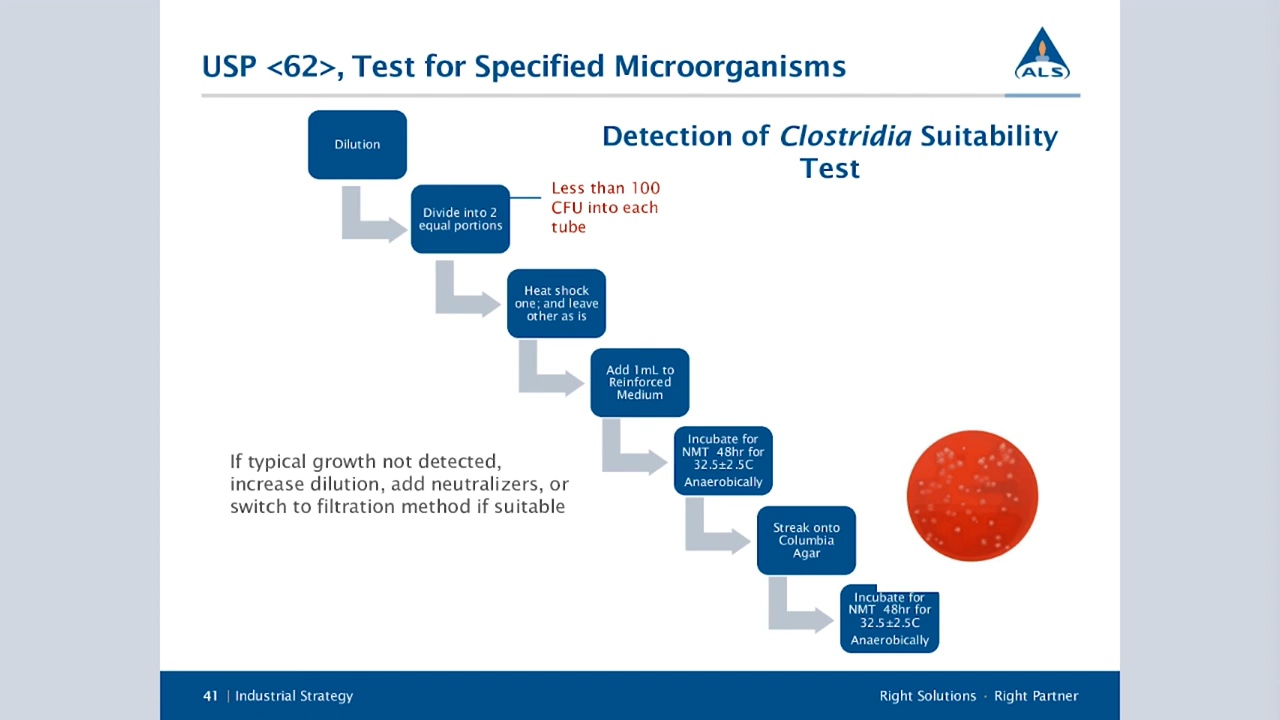 USP <62>, Test for Specified Microorganisms
ALS
Detection of Clostridia Suitability
Test
Dilution
Divide into 2
equal portions
Less than 100
CFU into each
tube
Heat shock
one; and leave
other as is
Add 1mL to
Reinforced
Medium
Incubate for
NMT 48hr for
32.5±2.5C
Anaerobically
Streak onto
Columbia
Agar
Incubate for
NMT 48hr for
32.5±2.5C
Anaerobically
If typical growth not detected,
increase dilution, add neutralizers, or
switch to filtration method if suitable
41 | Industrial Strategy
Right Solutions · Right Partner